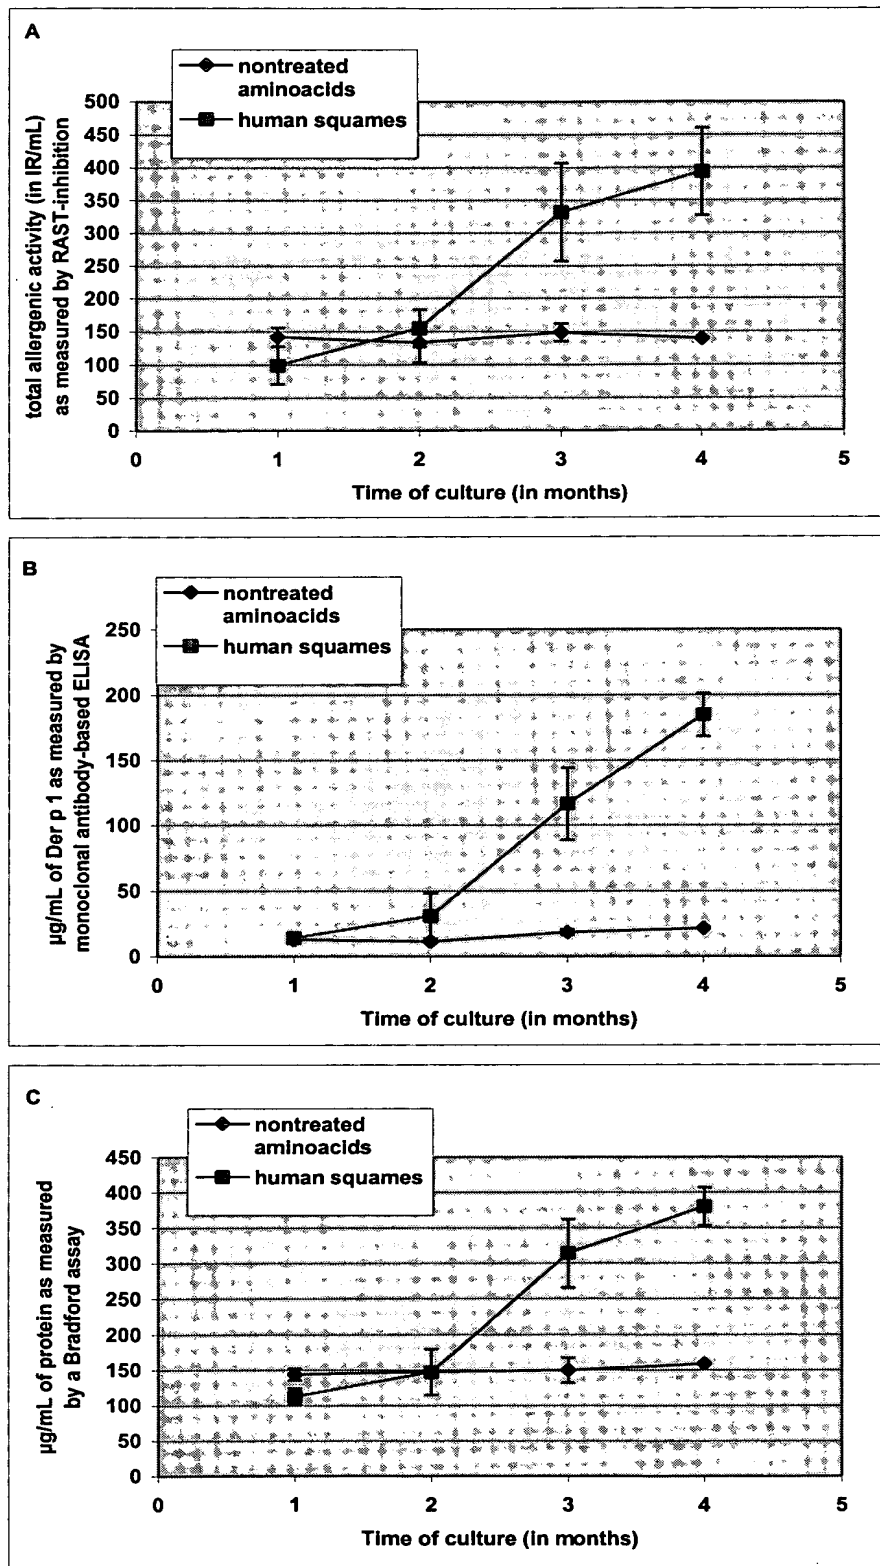 A
nontreated
aminoacids
human squames
total allergenic activity (in IR/mL)
as measured by RAST-inhibition
500
450
400
350
300
250
200
150
100
50
0
0 1 2 3 4 5
Time of culture (in months)
B
nontreated
aminoacids
human squames
µg/mL of Der p 1 as measured by
monoclonal antibody-based ELISA
250
200
150
100
50
0
0 1 2 3 4 5
Time of culture (in months)
C
nontreated
aminoacids
human squames
µg/mL of protein as measured
by a Bradford assay
450
400
350
300
250
200
150
100
50
0
0 1 2 3 4 5
Time of culture (in months)